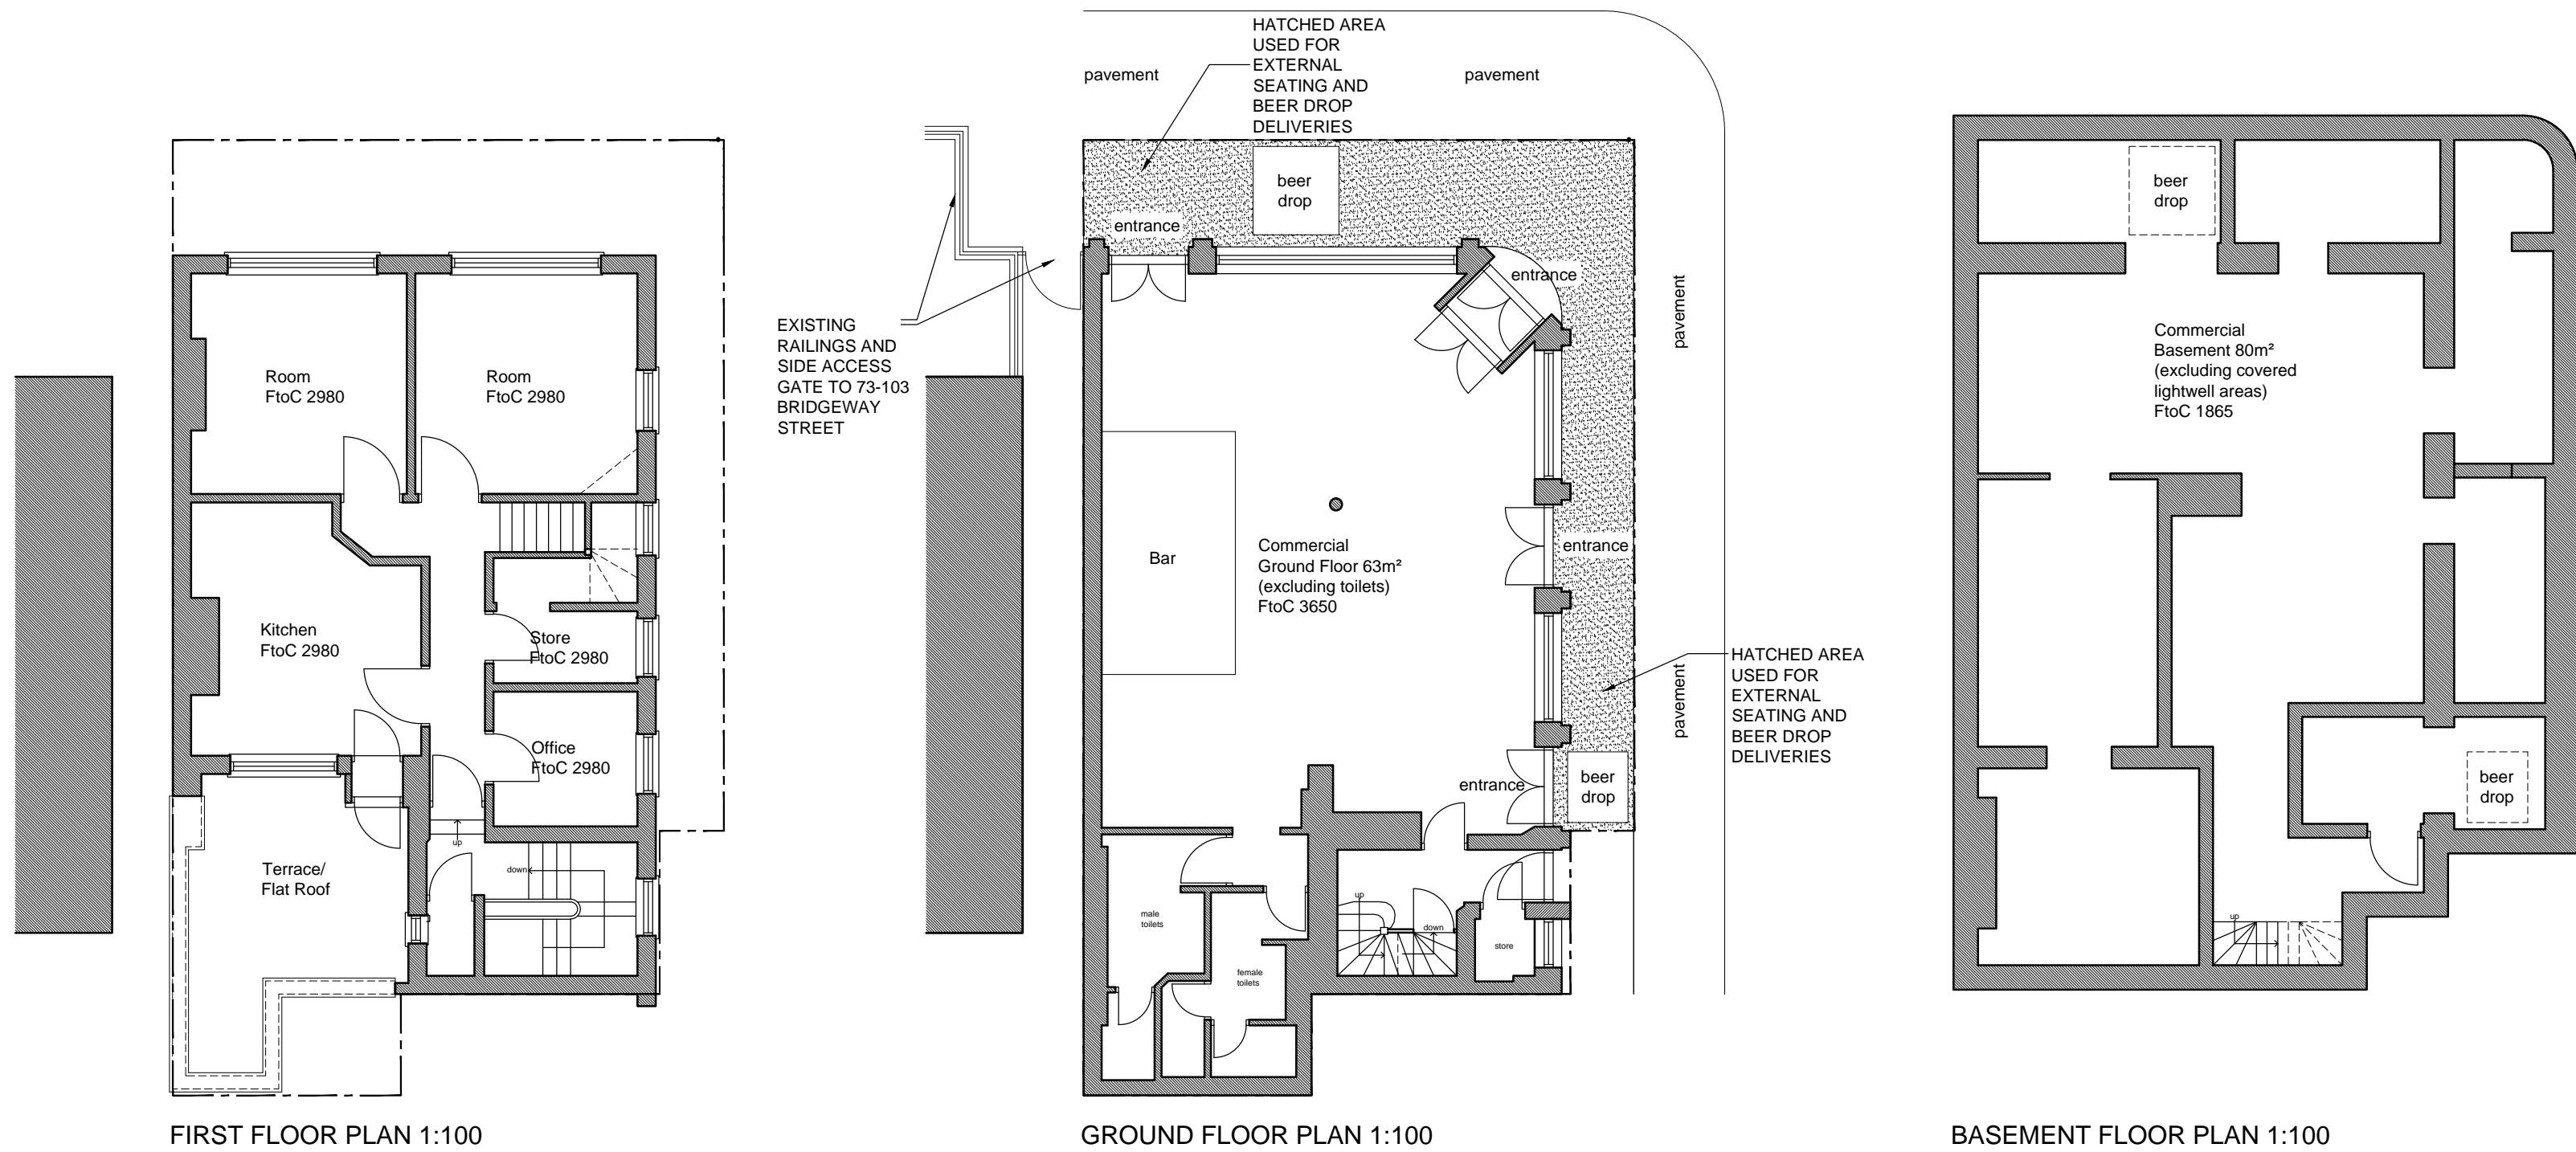 Room
FtoC 2980
Room
FtoC 2980
Kitchen
FtoC 2980
Store
FtoC 2980
Office
FtoC 2980
up
down
Terrace/
Flat Roof
FIRST FLOOR PLAN 1:100
HATCHED AREA
USED FOR
EXTERNAL
SEATING AND
BEER DROP
DELIVERIES
pavement
pavement
beer
drop
entrance
entrance
pavement
EXISTING
RAILINGS AND
SIDE ACCESS
GATE TO 73-103
BRIDGEWAY
STREET
Bar
Commercial
Ground Floor 63m²
(excluding toilets)
FtoC 3650
entrance
HATCHED AREA
USED FOR
EXTERNAL
SEATING AND
BEER DROP
DELIVERIES
pavement
entrance
beer
drop
male
toilets
female
toilets
up
down
store
GROUND FLOOR PLAN 1:100
beer
drop
Commercial
Basement 80m²
(excluding covered
lightwell areas)
FtoC 1865
beer
drop
up
BASEMENT FLOOR PLAN 1:100